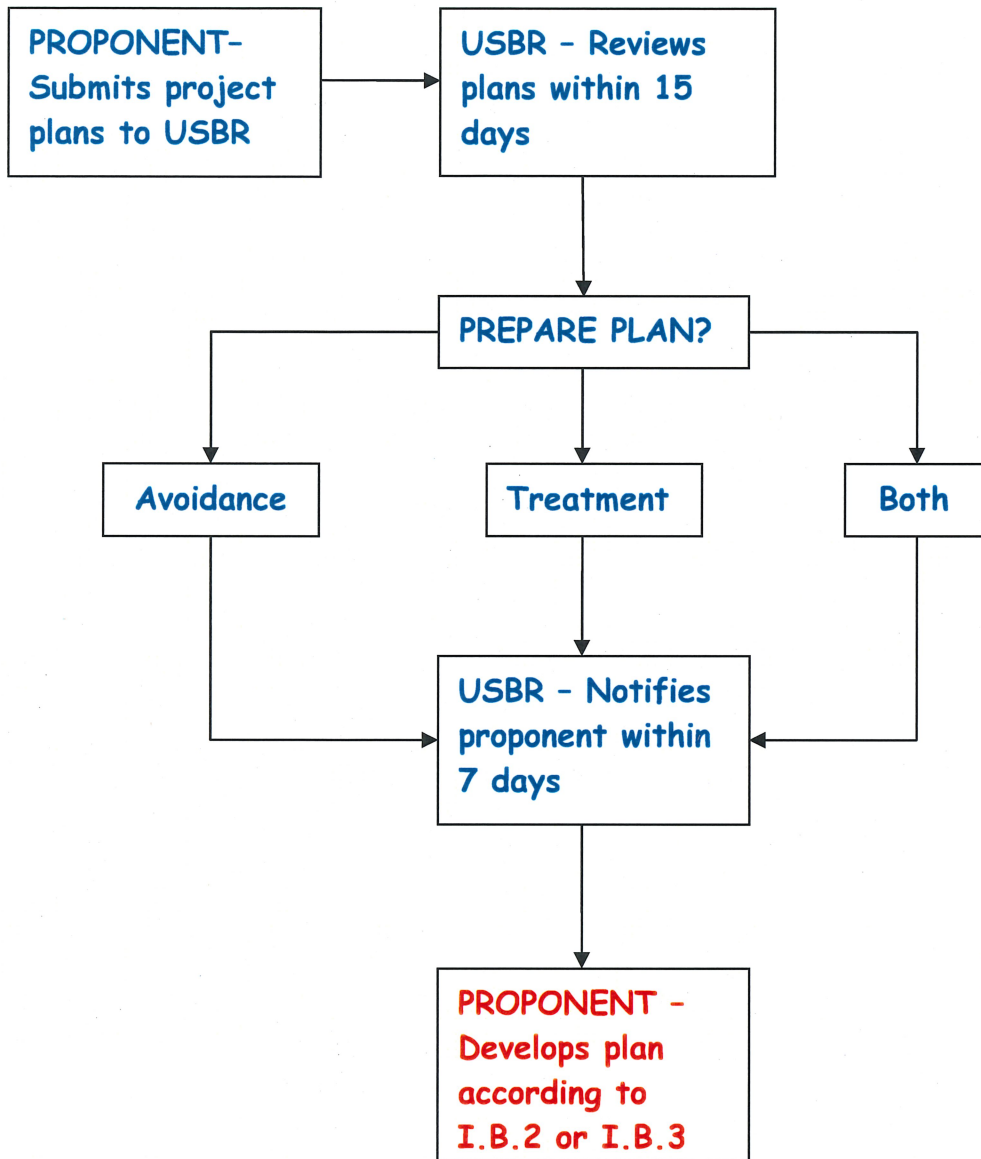 PROPONENT–
Submits project
plans to USBR
USBR – Reviews
plans within 15
days
PREPARE PLAN?
Avoidance
Treatment
Both
USBR – Notifies
proponent within
7 days
PROPONENT –
Develops plan
according to
I.B.2 or I.B.3